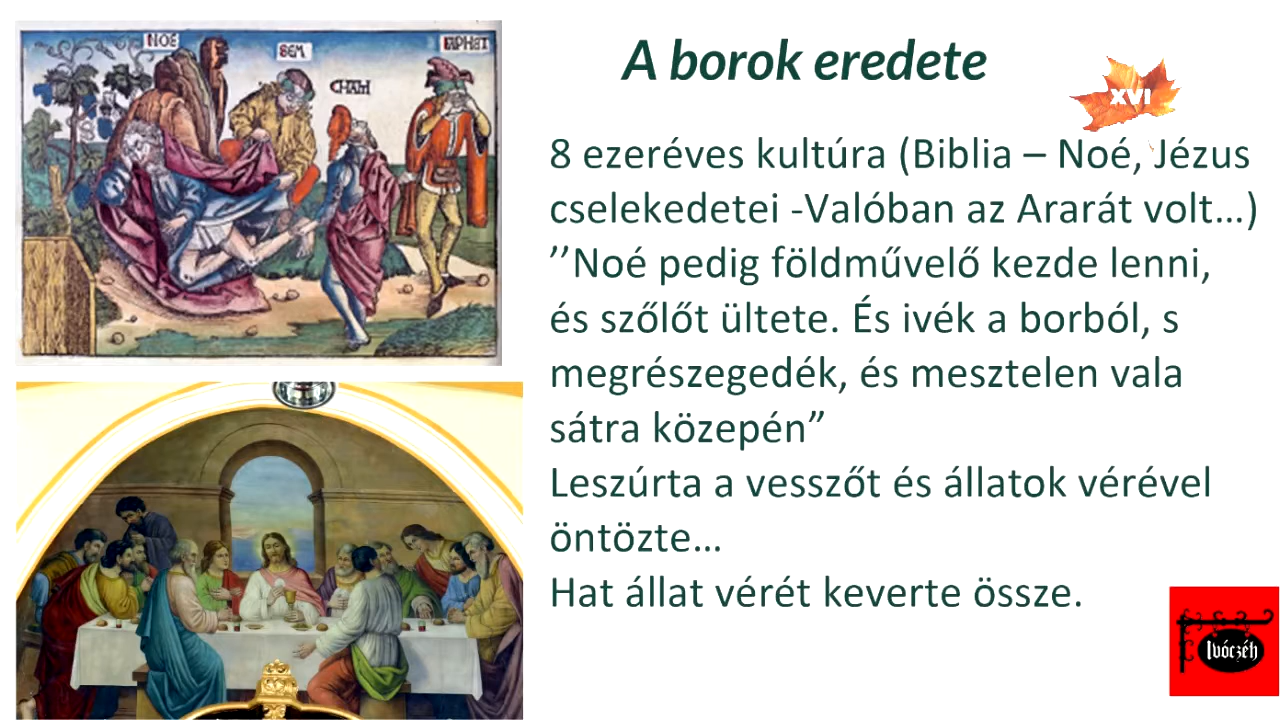 NOE
SEM
CHAM
IAPHET
A borok eredete
XVI
8 ezeréves kultúra (Biblia – Noé, Jézus
cselekedetei -Valóban az Ararát volt…)
’’Noé pedig földművelő kezde lenni,
és szőlőt ültete. És ivék a borból, s
megrészegedék, és mesztelen vala
sátra közepén”
Leszúrta a vesszőt és állatok vérével
öntözte…
Hat állat vérét keverte össze.
Ivóczéh